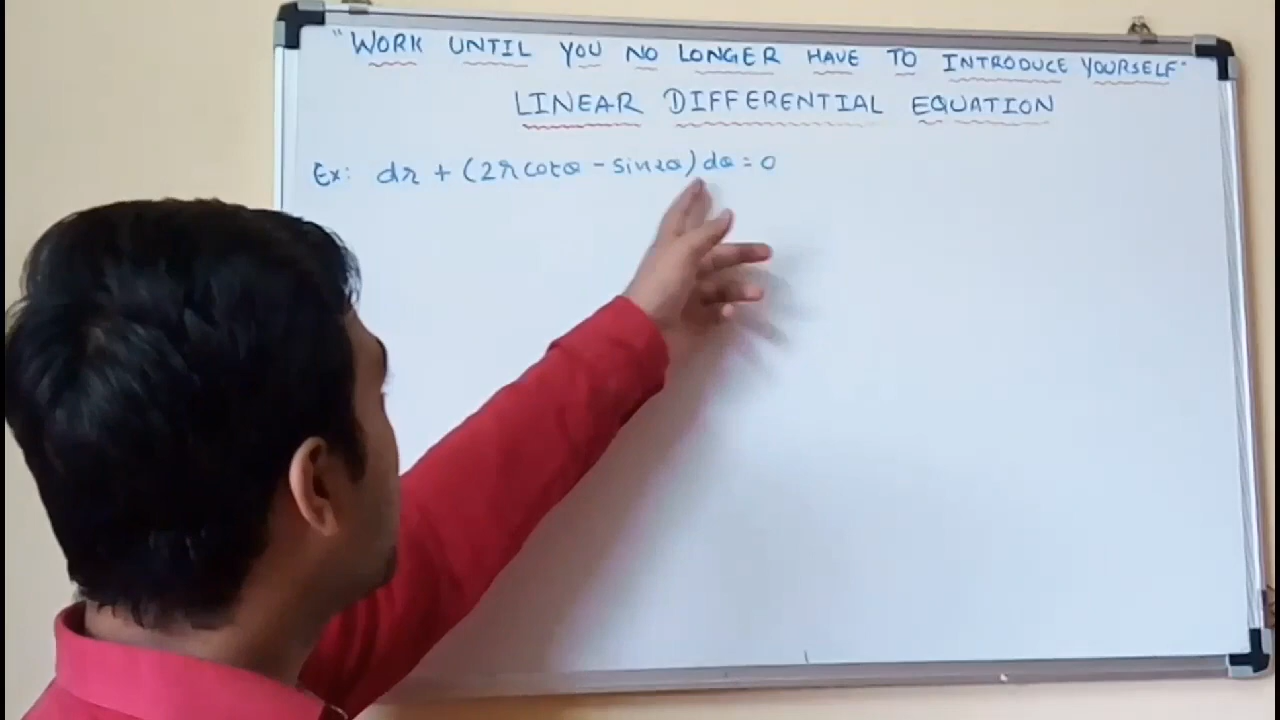 "WORK UNTIL YOU NO LONGER HAVE TO INTRODUCE YOURSELF"
LINEAR DIFFERENTIAL EQUATION
Ex: dr + (2r cotθ - sin2θ) dθ = 0